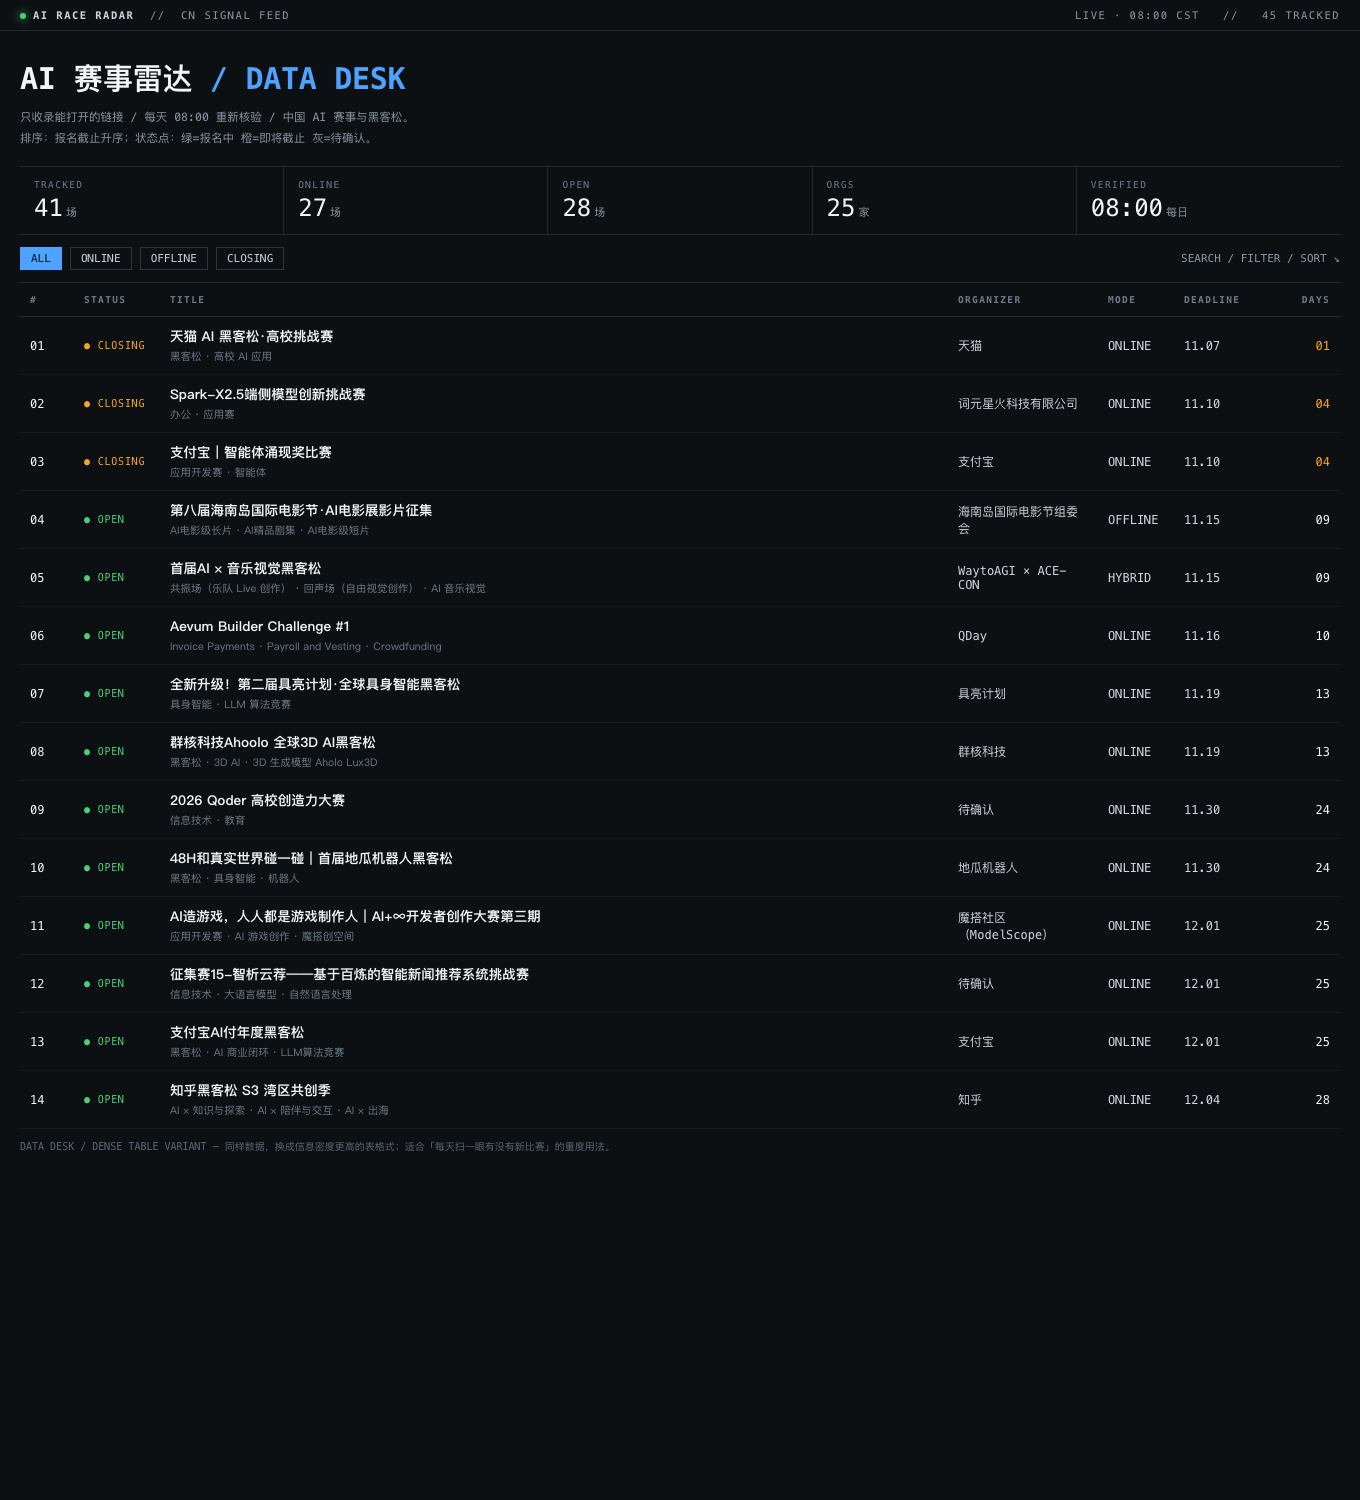 AI RACE RADAR // CN SIGNAL FEED
LIVE · 08:00 CST // 45 TRACKED
AI 赛事雷达 / DATA DESK
只收录能打开的链接 / 每天 08:00 重新核验 / 中国 AI 赛事与黑客松。
排序: 报名截止升序; 状态点: 绿=报名中 橙=即将截止 灰=待确认。
TRACKED
41 场
ONLINE
27 场
OPEN
28 场
ORGS
25 家
VERIFIED
08:00 每日
ALL ONLINE OFFLINE CLOSING
SEARCH / FILTER / SORT ↘
# STATUS TITLE ORGANIZER MODE DEADLINE DAYS
01 CLOSING 天猫 AI 黑客松·高校挑战赛 天猫 ONLINE 11.07 01
黑客松 · 高校 AI 应用
02 CLOSING Spark-X2.5端侧模型创新挑战赛 词元星火科技有限公司 ONLINE 11.10 04
办公 · 应用赛
03 CLOSING 支付宝 | 智能体涌现奖比赛 支付宝 ONLINE 11.10 04
应用开发赛 · 智能体
04 OPEN 第八届海南岛国际电影节·AI电影展影片征集 海南岛国际电影节组委会 OFFLINE 11.15 09
AI电影级长片 · AI精品剧集 · AI电影级短片
05 OPEN 首届AI × 音乐视觉黑客松 WaytoAGI × ACE-CON HYBRID 11.15 09
共振场（乐队 Live 创作） · 回声场（自由视觉创作） · AI 音乐视觉
06 OPEN Aevum Builder Challenge #1 QDay ONLINE 11.16 10
Invoice Payments · Payroll and Vesting · Crowdfunding
07 OPEN 全新升级！第二届具亮计划·全球具身智能黑客松 具亮计划 ONLINE 11.19 13
具身智能 · LLM 算法竞赛
08 OPEN 群核科技Ahoolo 全球3D AI黑客松 群核科技 ONLINE 11.19 13
黑客松 · 3D AI · 3D 生成模型 Aholo Lux3D
09 OPEN 2026 Qoder 高校创造力大赛 待确认 ONLINE 11.30 24
信息技术 · 教育
10 OPEN 48H和真实世界碰一碰 | 首届地瓜机器人黑客松 地瓜机器人 ONLINE 11.30 24
黑客松 · 具身智能 · 机器人
11 OPEN AI造游戏，人人都是游戏制作人 | AI+∞开发者创作大赛第三期 魔搭社区（ModelScope） ONLINE 12.01 25
应用开发赛 · AI 游戏创作 · 魔搭创空间
12 OPEN 征集赛15-智析云荐——基于百炼的智能新闻推荐系统挑战赛 待确认 ONLINE 12.01 25
信息技术 · 大语言模型 · 自然语言处理
13 OPEN 支付宝AI付年度黑客松 支付宝 ONLINE 12.01 25
黑客松 · AI 商业闭环 · LLM算法竞赛
14 OPEN 知乎黑客松 S3 湾区共创季 知乎 ONLINE 12.04 28
AI × 知识与探索 · AI × 陪伴与交互 · AI × 出海
DATA DESK / DENSE TABLE VARIANT — 同样数据，换成信息密度更高的表格式; 适合「每天扫一眼有没有新比赛」的重度用法。